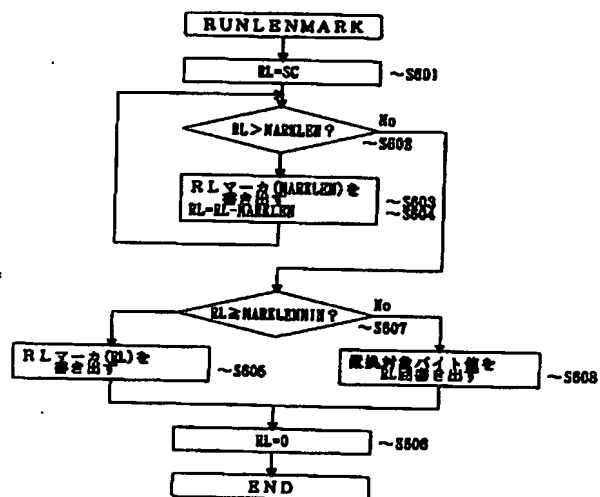 RUNLENMARK
RL=SC
~S601
RL>MARKLEN?
No
~S602
RLマーカ(MARKLEN)を
書き出す
RL=RL-MARKLEN
~S603
~S604
RL≧MARKLENMIN?
No
~S607
RLマーカ(RL)を
書き出す
~S605
置換対象バイト値を
RL回書き出す
~S608
RL=0
~S606
END